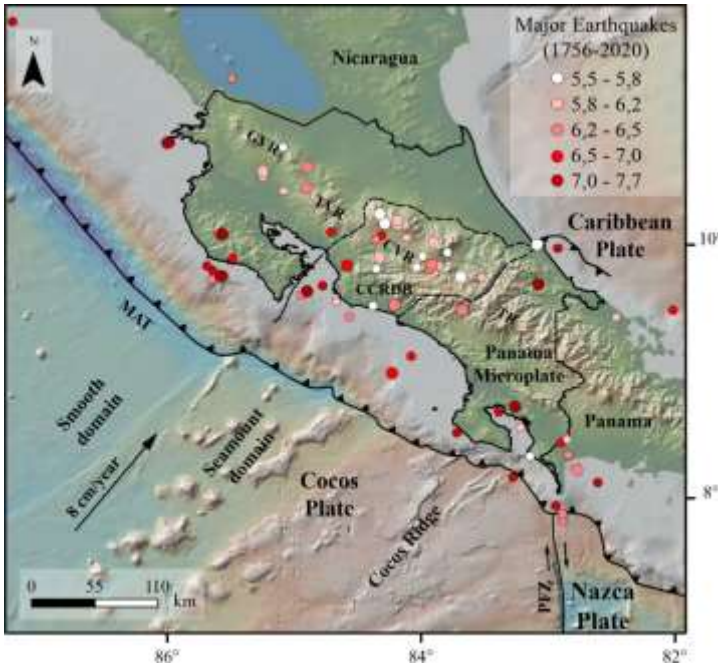 Major Earthquakes
(1756-2020)
5,5 - 5,8
5,8 - 6,2
6,2 - 6,5
6,5 - 7,0
7,0 - 7,7
N
Nicaragua
GVR
TVR
CVR
CCRDB
TR
Caribbean
Plate
10°
MAT
Panama
Microplate
Panama
Smooth
domain
Seamount
domain
8 cm/year
Cocos
Plate
Cocos Ridge
8°
PFZ
Nazca
Plate
0 55 110
km
86° 84° 82°